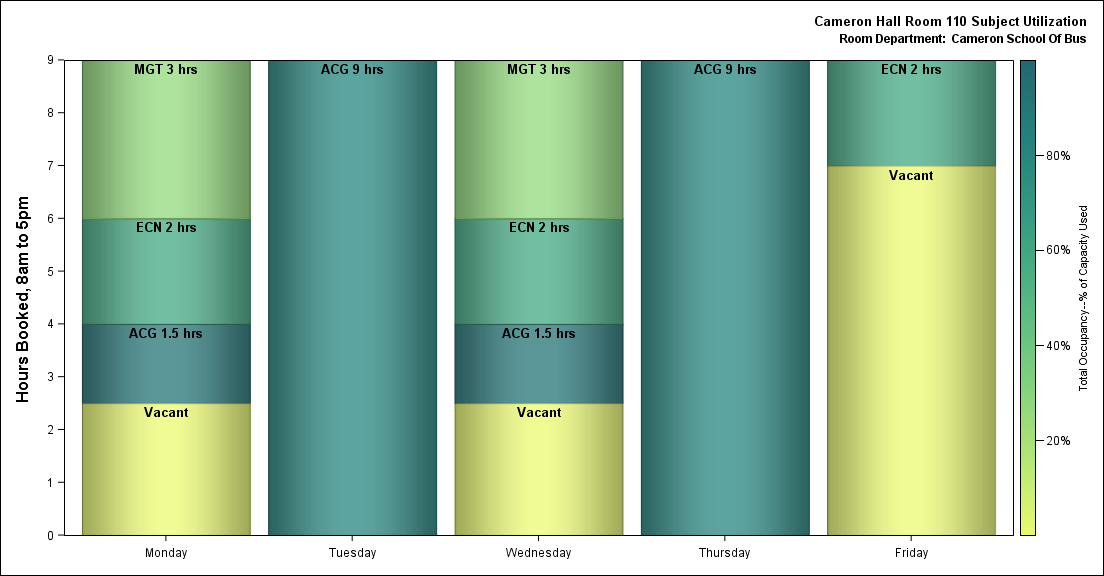 Cameron Hall Room 110 Subject Utilization
Room Department: Cameron School Of Bus
Hours Booked, 8am to 5pm
9
8
7
6
5
4
3
2
1
0
MGT 3 hrs
ECN 2 hrs
ACG 1.5 hrs
Vacant
ACG 9 hrs
MGT 3 hrs
ECN 2 hrs
ACG 1.5 hrs
Vacant
ACG 9 hrs
ECN 2 hrs
Vacant
Monday
Tuesday
Wednesday
Thursday
Friday
80%
60%
40%
20%
Total Occupancy--% of Capacity Used